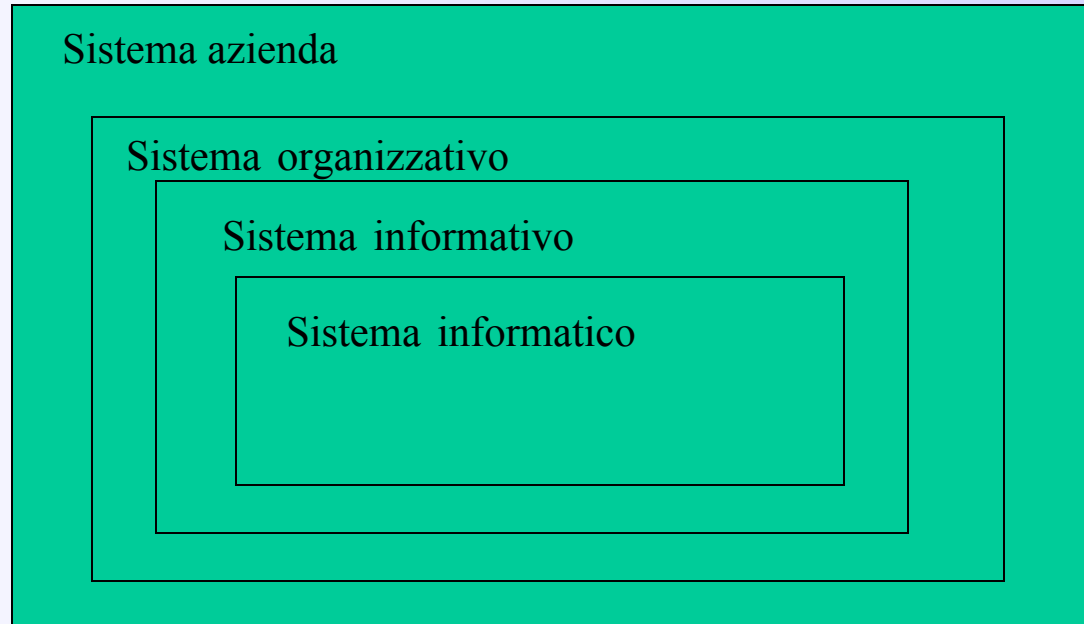 Sistema azienda
Sistema organizzativo
Sistema informativo
Sistema informatico